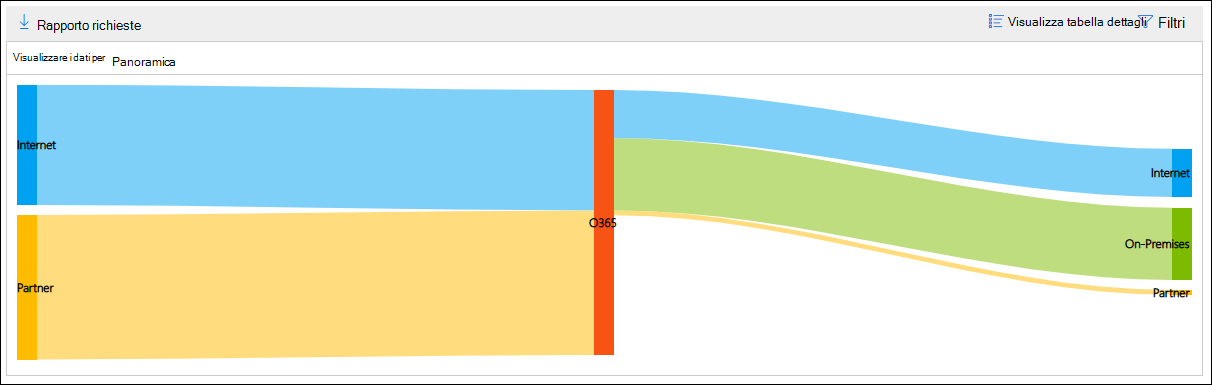 Rapporto richieste
Visualizza tabella dettagli
Filtri
Visualizzare i dati per
Panoramica
Internet
Partner
O365
Internet
On-Premises
Partner